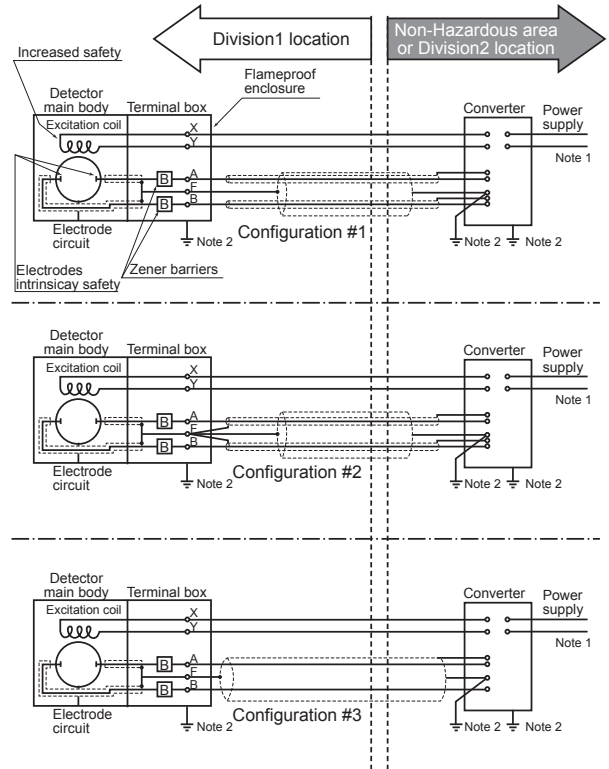 Division1 location
Non-Hazardous area
or Division2 location
Increased safety
Flameproof
enclosure
Detector
main body
Terminal box
Excitation coil
X
Y
A
E
B
B
B
Electrode
circuit
Note 2
Configuration #1
Electrodes
intrinsicay safety
Zener barriers
Converter
Power
supply
Note 1
Note 2
Note 2
Detector
main body
Terminal box
Excitation coil
X
Y
A
E
B
B
B
Electrode
circuit
Note 2
Configuration #2
Converter
Power
supply
Note 1
Note 2
Note 2
Detector
main body
Terminal box
Excitation coil
X
Y
A
E
B
B
B
Electrode
circuit
Note 2
Configuration #3
Converter
Power
supply
Note 1
Note 2
Note 2